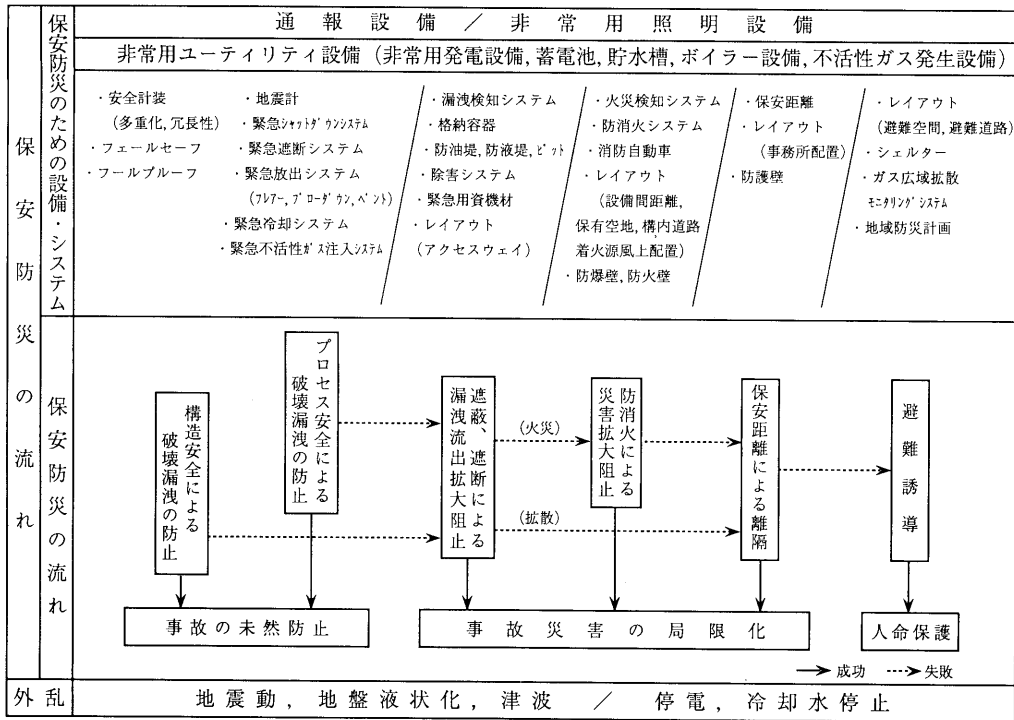 保安防災の流れ
保安防災のための設備・システム
通報設備 / 非常用照明設備
非常用ユーティリティ設備(非常用発電設備,蓄電池,貯水槽,ボイラー設備,不活性ガス発生設備)
・安全計装
(多重化,冗長性)
・フェールセーフ
・フールプルーフ
・地震計
・緊急シャットダウンシステム
・緊急遮断システム
・緊急放出システム
(フレアー,ブローダウン,ベント)
・緊急冷却システム
・緊急不活性ガス注入システム
・漏洩検知システム
・格納容器
・防油堤,防液堤,ピット
・除害システム
・緊急用資機材
・レイアウト
(アクセスウェイ)
・火災検知システム
・防消火システム
・消防自動車
・レイアウト
(設備間距離,
保有空地,構内道路
着火源風上配置)
・防爆壁,防火壁
・保安距離
・レイアウト
(事務所配置)
・防護壁
・レイアウト
(避難空間,避難道路)
・シェルター
・ガス広域拡散
モニタリングシステム
・地域防災計画
保安防災の流れ
構造安全による
破壊漏洩の防止
プロセス安全による
破壊漏洩の防止
遮蔽、遮断による
漏洩流出拡大阻止
(火災)
(拡散)
防消火による
災害拡大阻止
保安距離による離隔
避難誘導
事故の未然防止
事故災害の局限化
人命保護
→成功 ┄→失敗
外乱
地震動,地盤液状化,津波 / 停電,冷却水停止